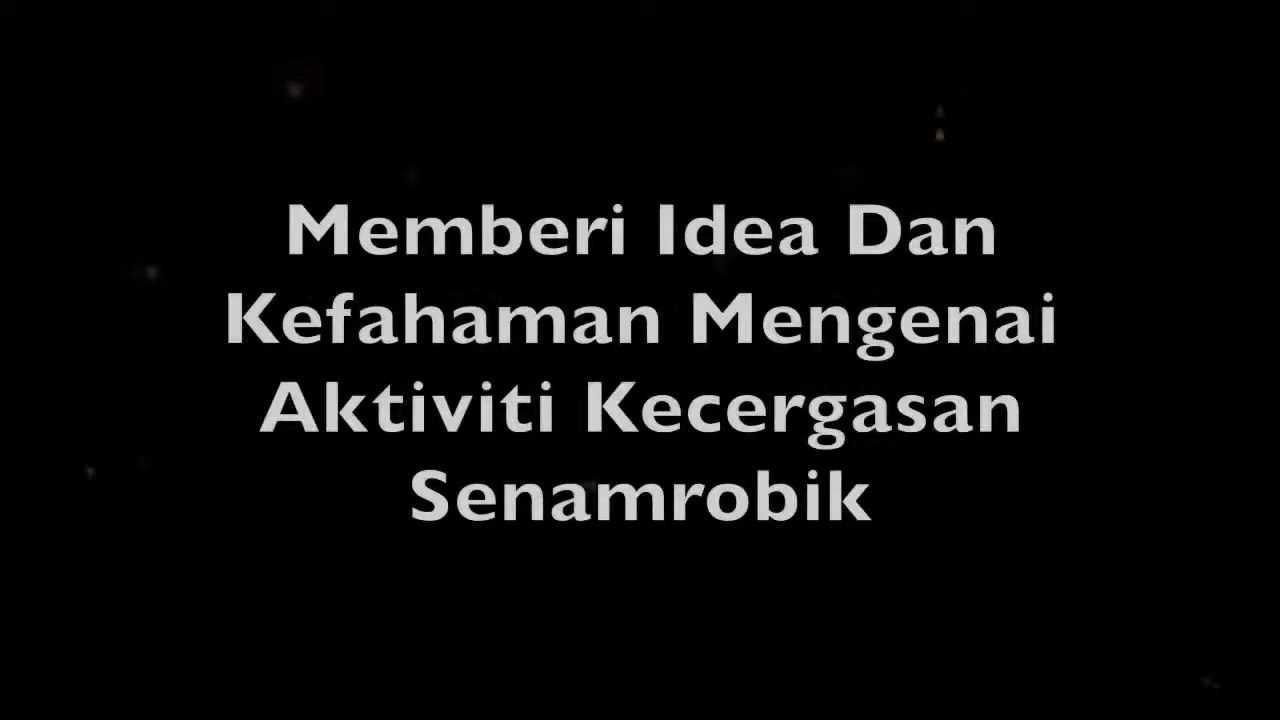 Memberi Idea Dan
Kefahaman Mengenai
Aktiviti Kecergasan
Senamrobik